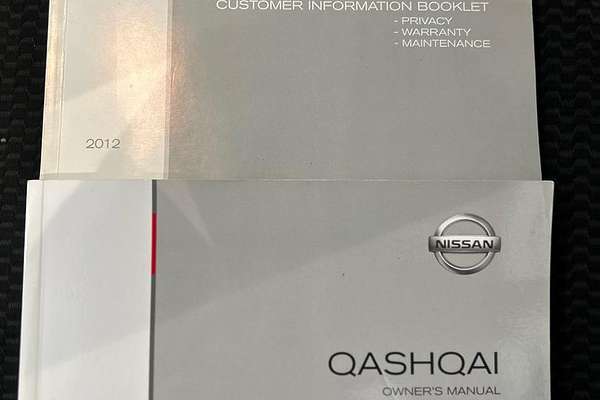 CUSTOMER INFORMATION BOOKLET
- PRIVACY
- WARRANTY
- MAINTENANCE
2012
NISSAN
QASHQAI
OWNER'S MANUAL